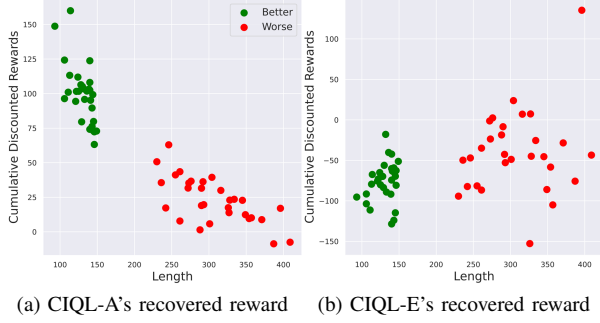 Better
Worse
Cumulative Discounted Rewards
150
125
100
75
50
25
0
100 150 200 250 300 350 400
Length
Cumulative Discounted Rewards
100
50
0
−50
−100
−150
100 150 200 250 300 350 400
Length
(a) CIQL-A's recovered reward
(b) CIQL-E's recovered reward